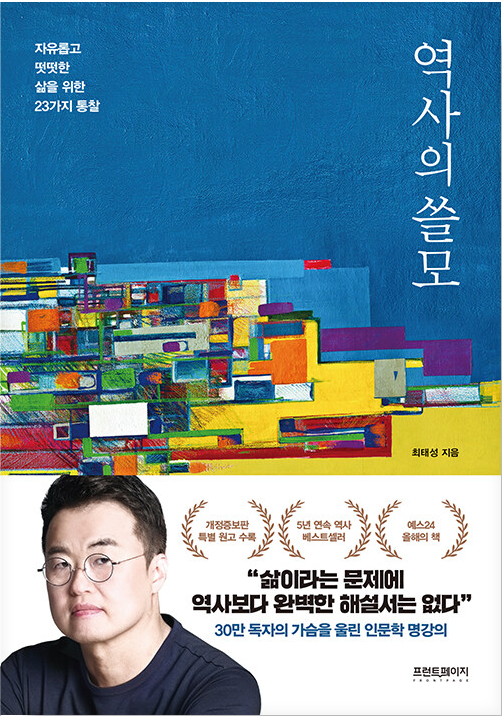 자유롭고
떳떳한
삶을 위한
23가지 통찰
역사의 쓸모
최태성 지음
개정증보판
특별 원고 수록
5년 연속 역사
베스트셀러
예스24
올해의 책
“삶이라는 문제에
역사보다 완벽한 해설서는 없다”
30만 독자의 가슴을 울린 인문학 명강의
프런트페이지
FRONTPAGE